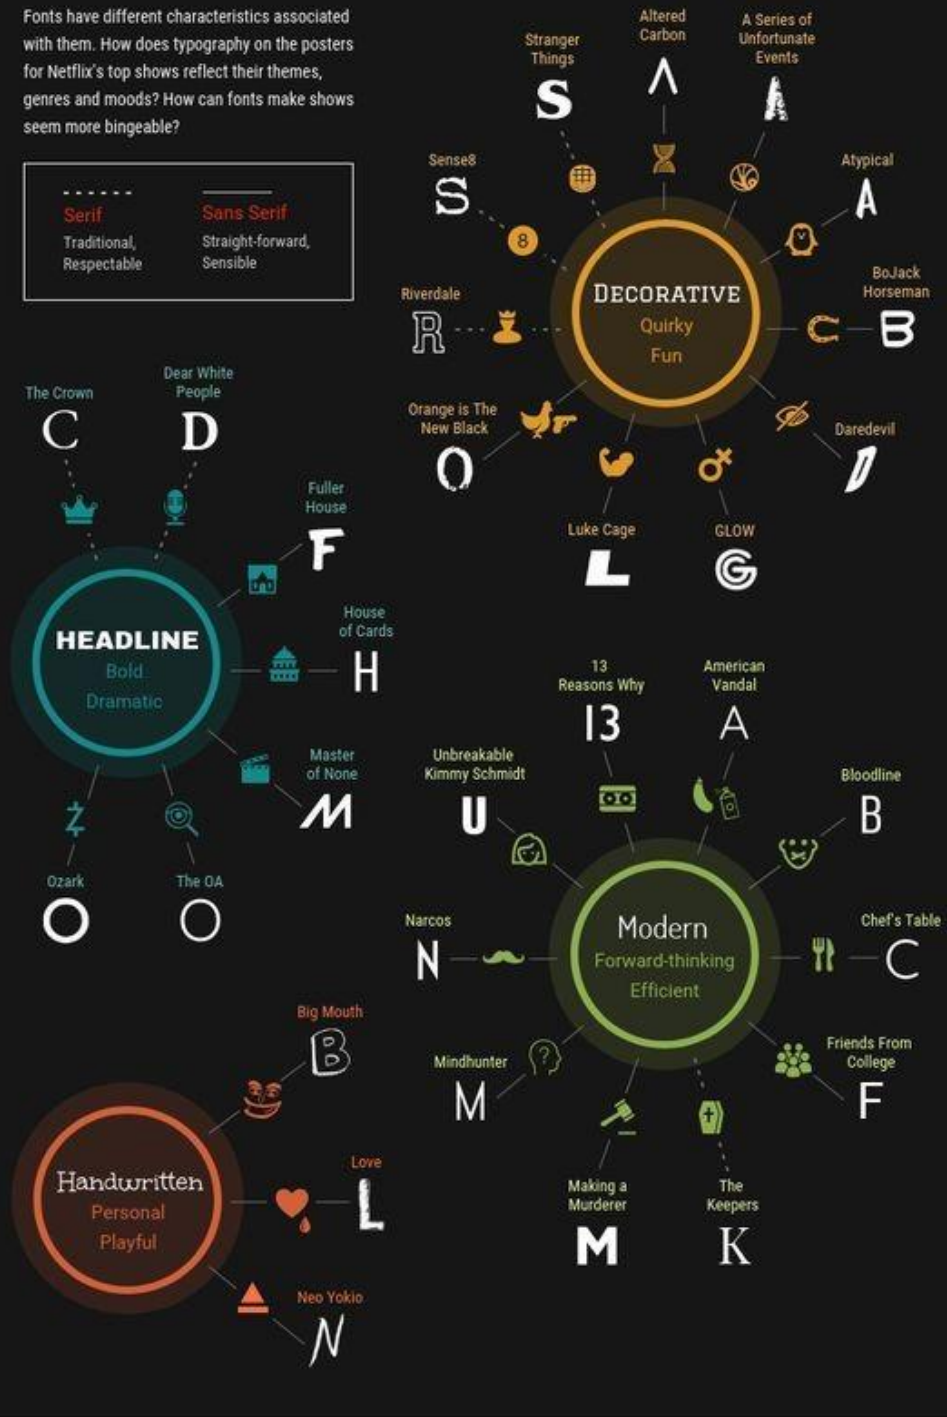 Fonts have different characteristics associated
with them. How does typography on the posters
for Netflix's top shows reflect their themes,
genres and moods? How can fonts make shows
seem more bingeable?
Serif
Traditional,
Respectable
Sans Serif
Straight-forward,
Sensible
DECORATIVE
Quirky
Fun
Stranger
Things
S
Altered
Carbon
Λ
A Series of
Unfortunate
Events
A
Sense8
S
8
Atypical
A
Riverdale
R
BoJack
Horseman
B
Orange is The
New Black
O
Daredevil
D
Luke Cage
L
GLOW
G
HEADLINE
Bold
Dramatic
The Crown
C
Dear White
People
D
Fuller
House
F
House
of Cards
H
Master
of None
M
Ozark
O
The OA
O
Modern
Forward-thinking
Efficient
13
Reasons Why
13
American
Vandal
A
Unbreakable
Kimmy Schmidt
U
Bloodline
B
Narcos
N
Chef's Table
C
Mindhunter
M
?
Friends From
College
F
Making a
Murderer
M
The
Keepers
K
Handwritten
Personal
Playful
Big Mouth
B
Love
L
Neo Yokio
N